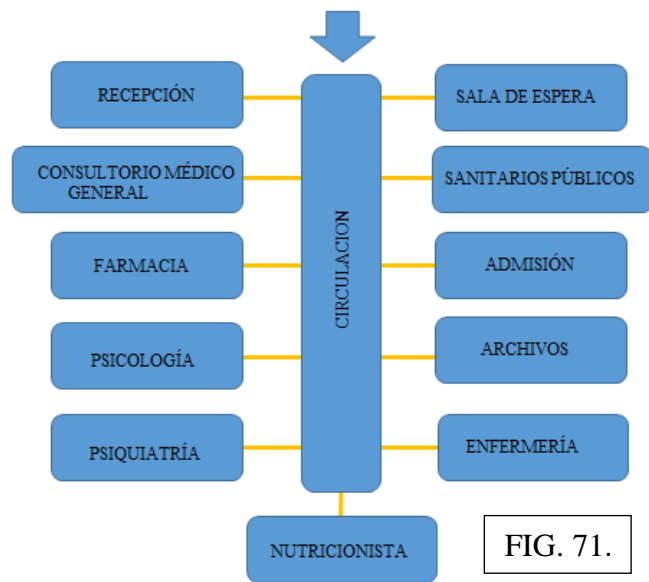 RECEPCIÓN
SALA DE ESPERA
CONSULTORIO MÉDICO
GENERAL
SANITARIOS PÚBLICOS
CIRCULACION
FARMACIA
ADMISIÓN
PSICOLOGÍA
ARCHIVOS
PSIQUIATRÍA
ENFERMERÍA
NUTRICIONISTA
FIG. 71.